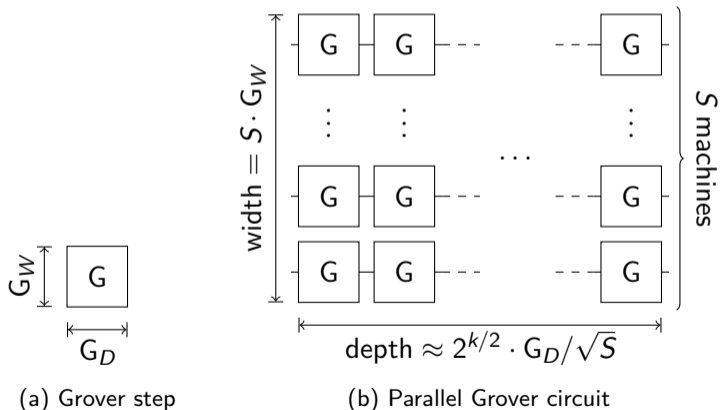 G G G
width = S · G_W
⋮ ⋮ ⋮
S machines
· · ·
G G G
G G G
G_W
G
G_D
depth ≈ 2^{k/2} · G_D/√S
(a) Grover step
(b) Parallel Grover circuit